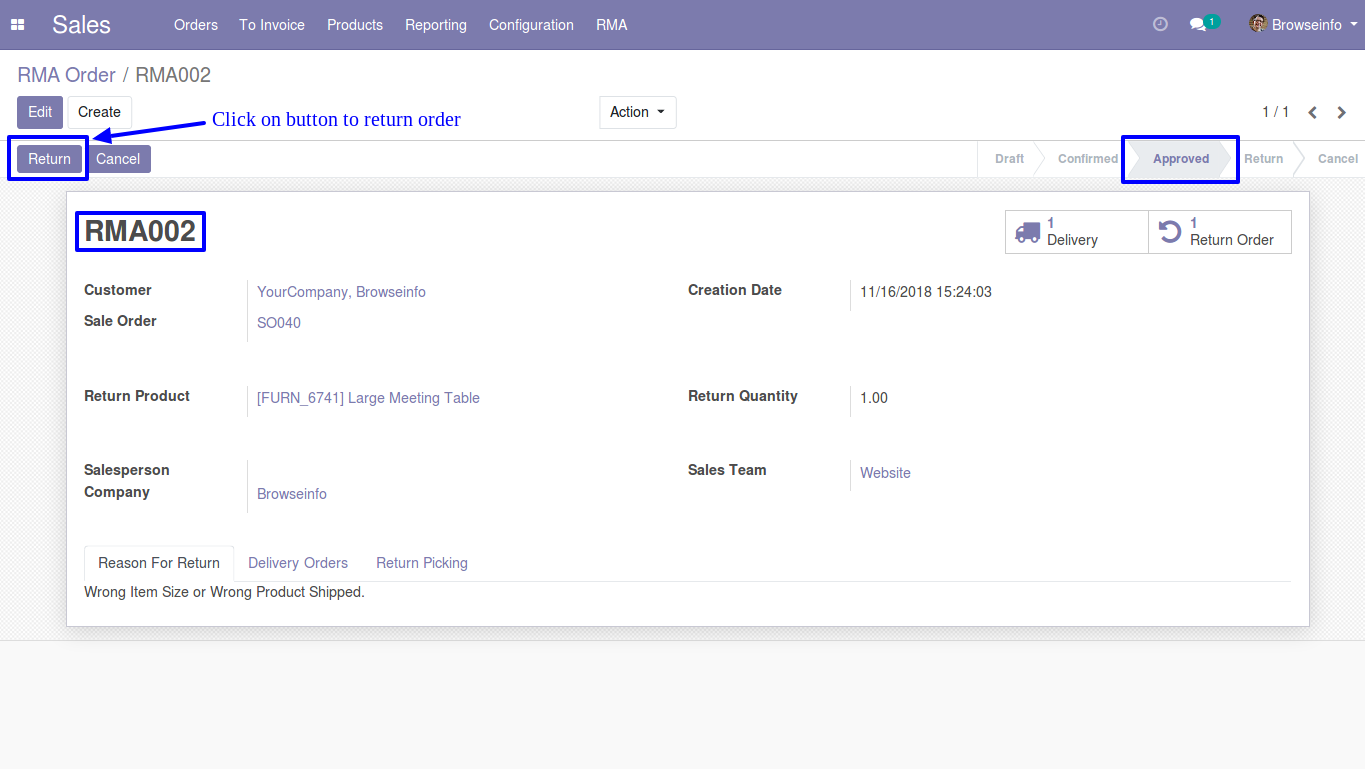 Sales Orders To Invoice Products Reporting Configuration RMA 1 Browseinfo
RMA Order / RMA002
Edit Create Click on button to return order Action 1 / 1
Return Cancel Draft Confirmed Approved Return Cancel
RMA002
1 Delivery
1 Return Order
Customer YourCompany, Browseinfo Creation Date 11/16/2018 15:24:03
Sale Order SO040
Return Product [FURN_6741] Large Meeting Table Return Quantity 1.00
Salesperson Sales Team Website
Company Browseinfo
Reason For Return Delivery Orders Return Picking
Wrong Item Size or Wrong Product Shipped.